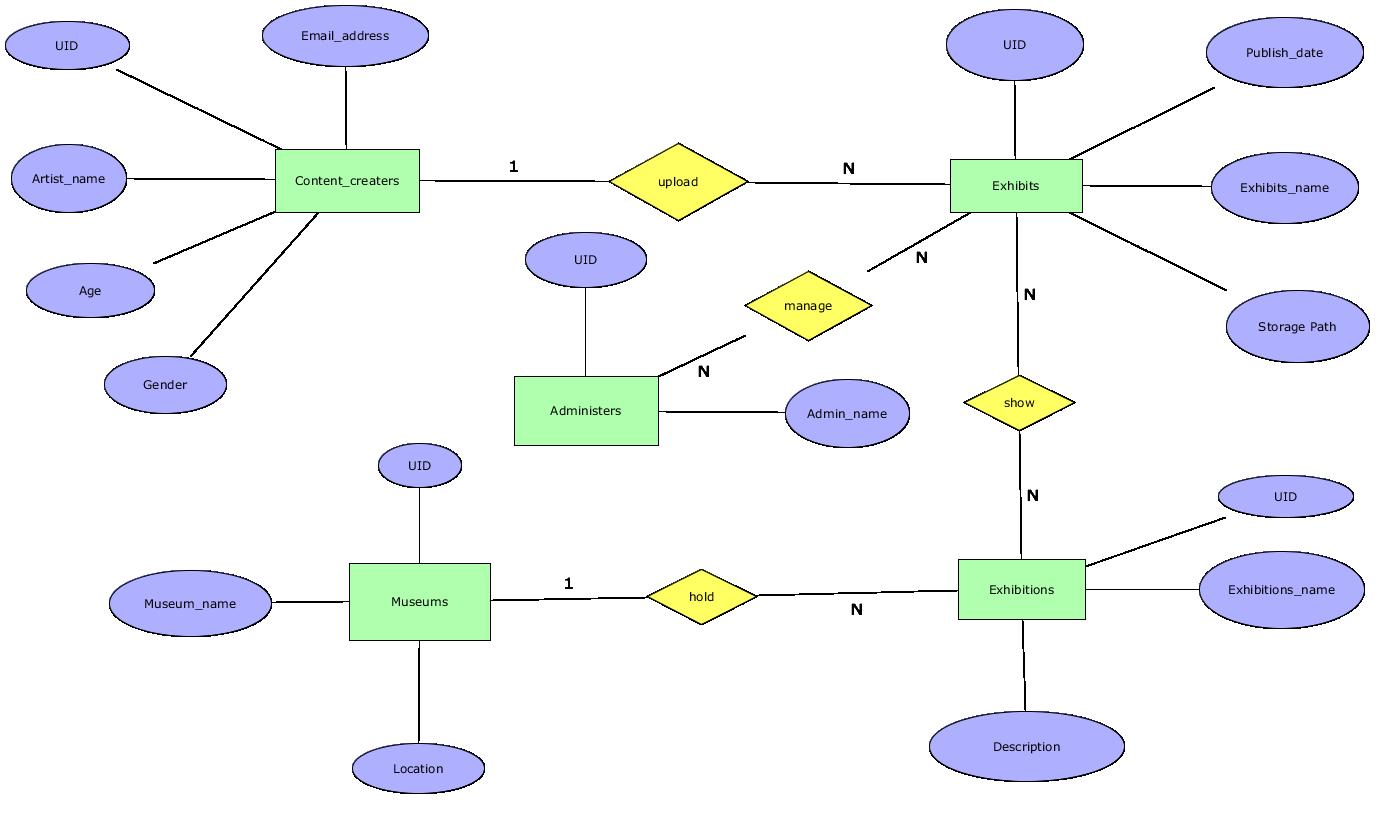 UID
Email_address
UID
Publish_date
Artist_name
Content_creaters
1
upload
N
Exhibits
Exhibits_name
Age
UID
N
manage
N
Storage Path
Gender
N
Administers
Admin_name
show
UID
N
UID
Museum_name
Museums
1
hold
N
Exhibitions
Exhibitions_name
Location
Description